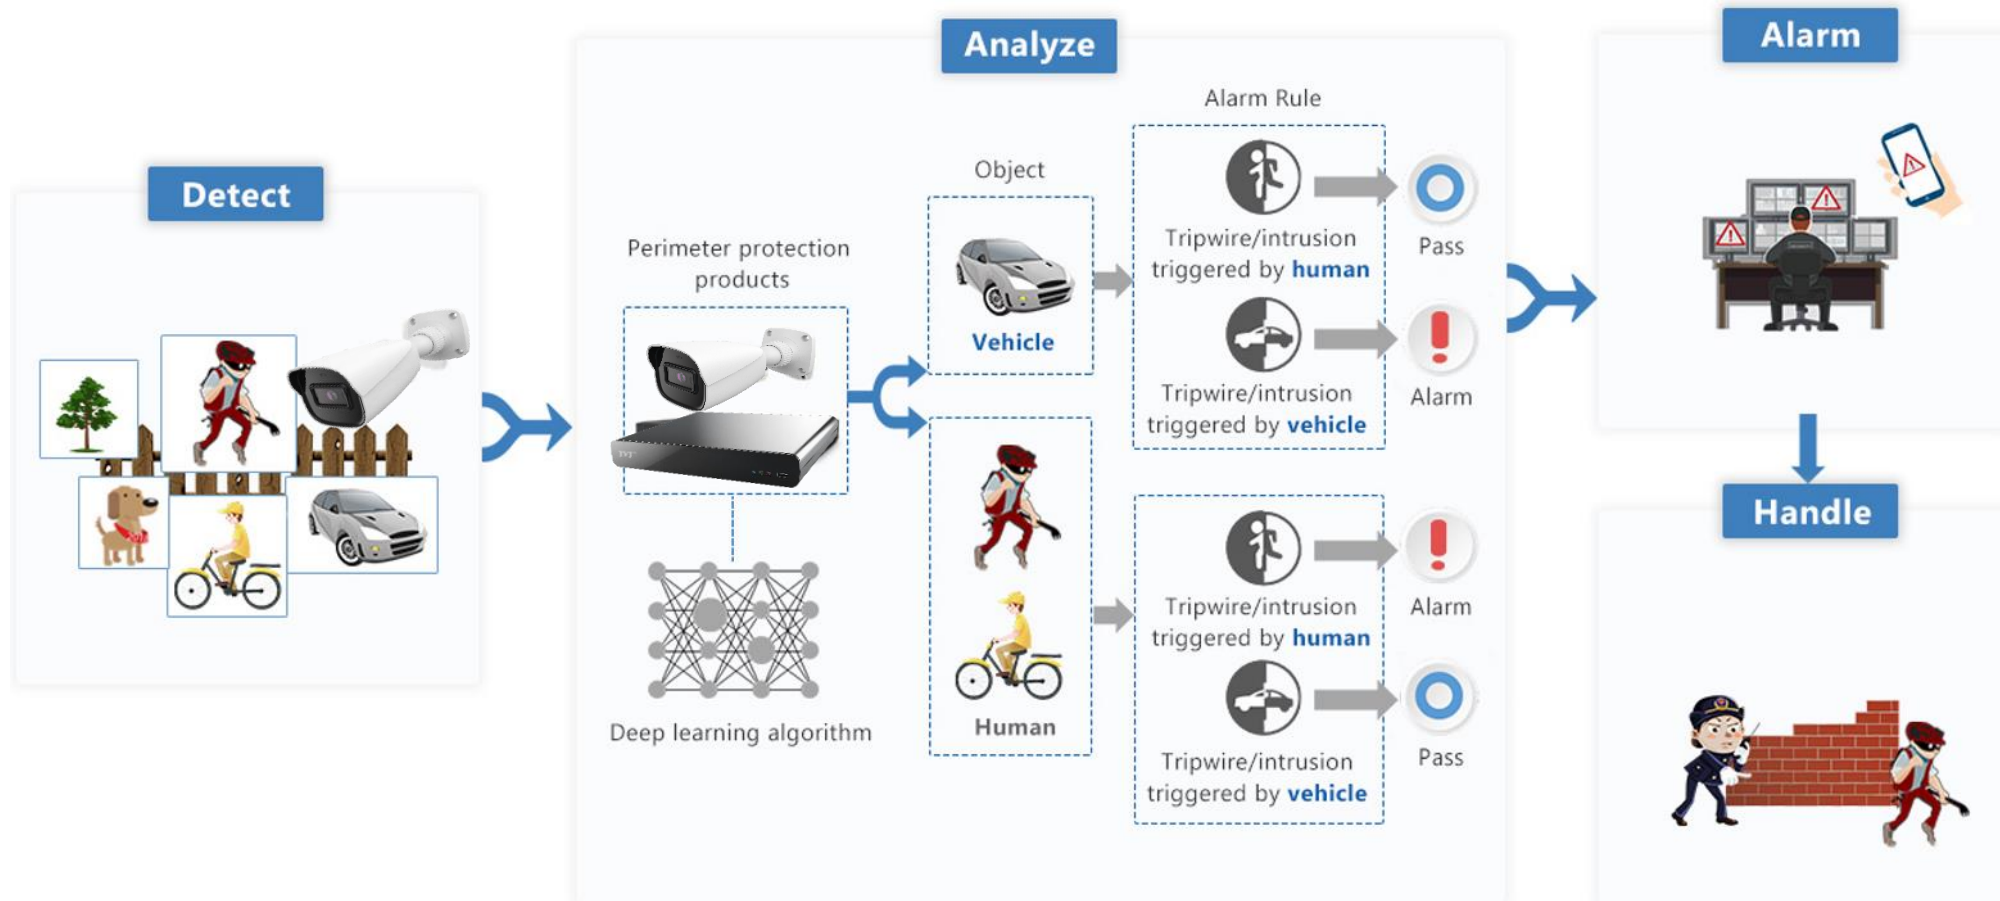 Detect
Analyze
Perimeter protection
products
TVT
Deep learning algorithm
Object
Vehicle
Human
Alarm Rule
Tripwire/intrusion
triggered by human
Pass
Tripwire/intrusion
triggered by vehicle
Alarm
Tripwire/intrusion
triggered by human
Alarm
Tripwire/intrusion
triggered by vehicle
Pass
Alarm
Handle